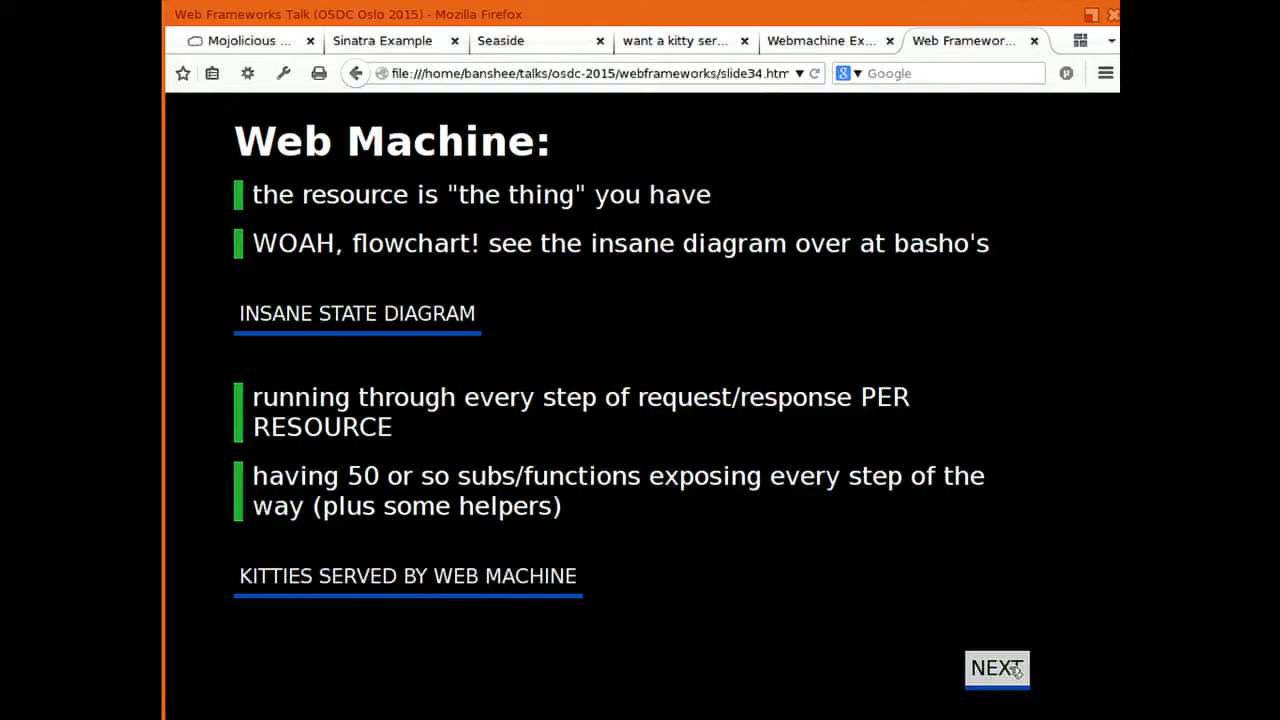 Web Frameworks Talk (OSDC Oslo 2015) - Mozilla Firefox
Mojolicious ...
Sinatra Example
Seaside
want a kitty ser...
Webmachine Ex...
Web Framewor...
file:///home/banshee/talks/osdc-2015/webframeworks/slide34.htm
Google
Web Machine:
the resource is "the thing" you have
WOAH, flowchart! see the insane diagram over at basho's
INSANE STATE DIAGRAM
running through every step of request/response PER
RESOURCE
having 50 or so subs/functions exposing every step of the
way (plus some helpers)
KITTIES SERVED BY WEB MACHINE
NEXT